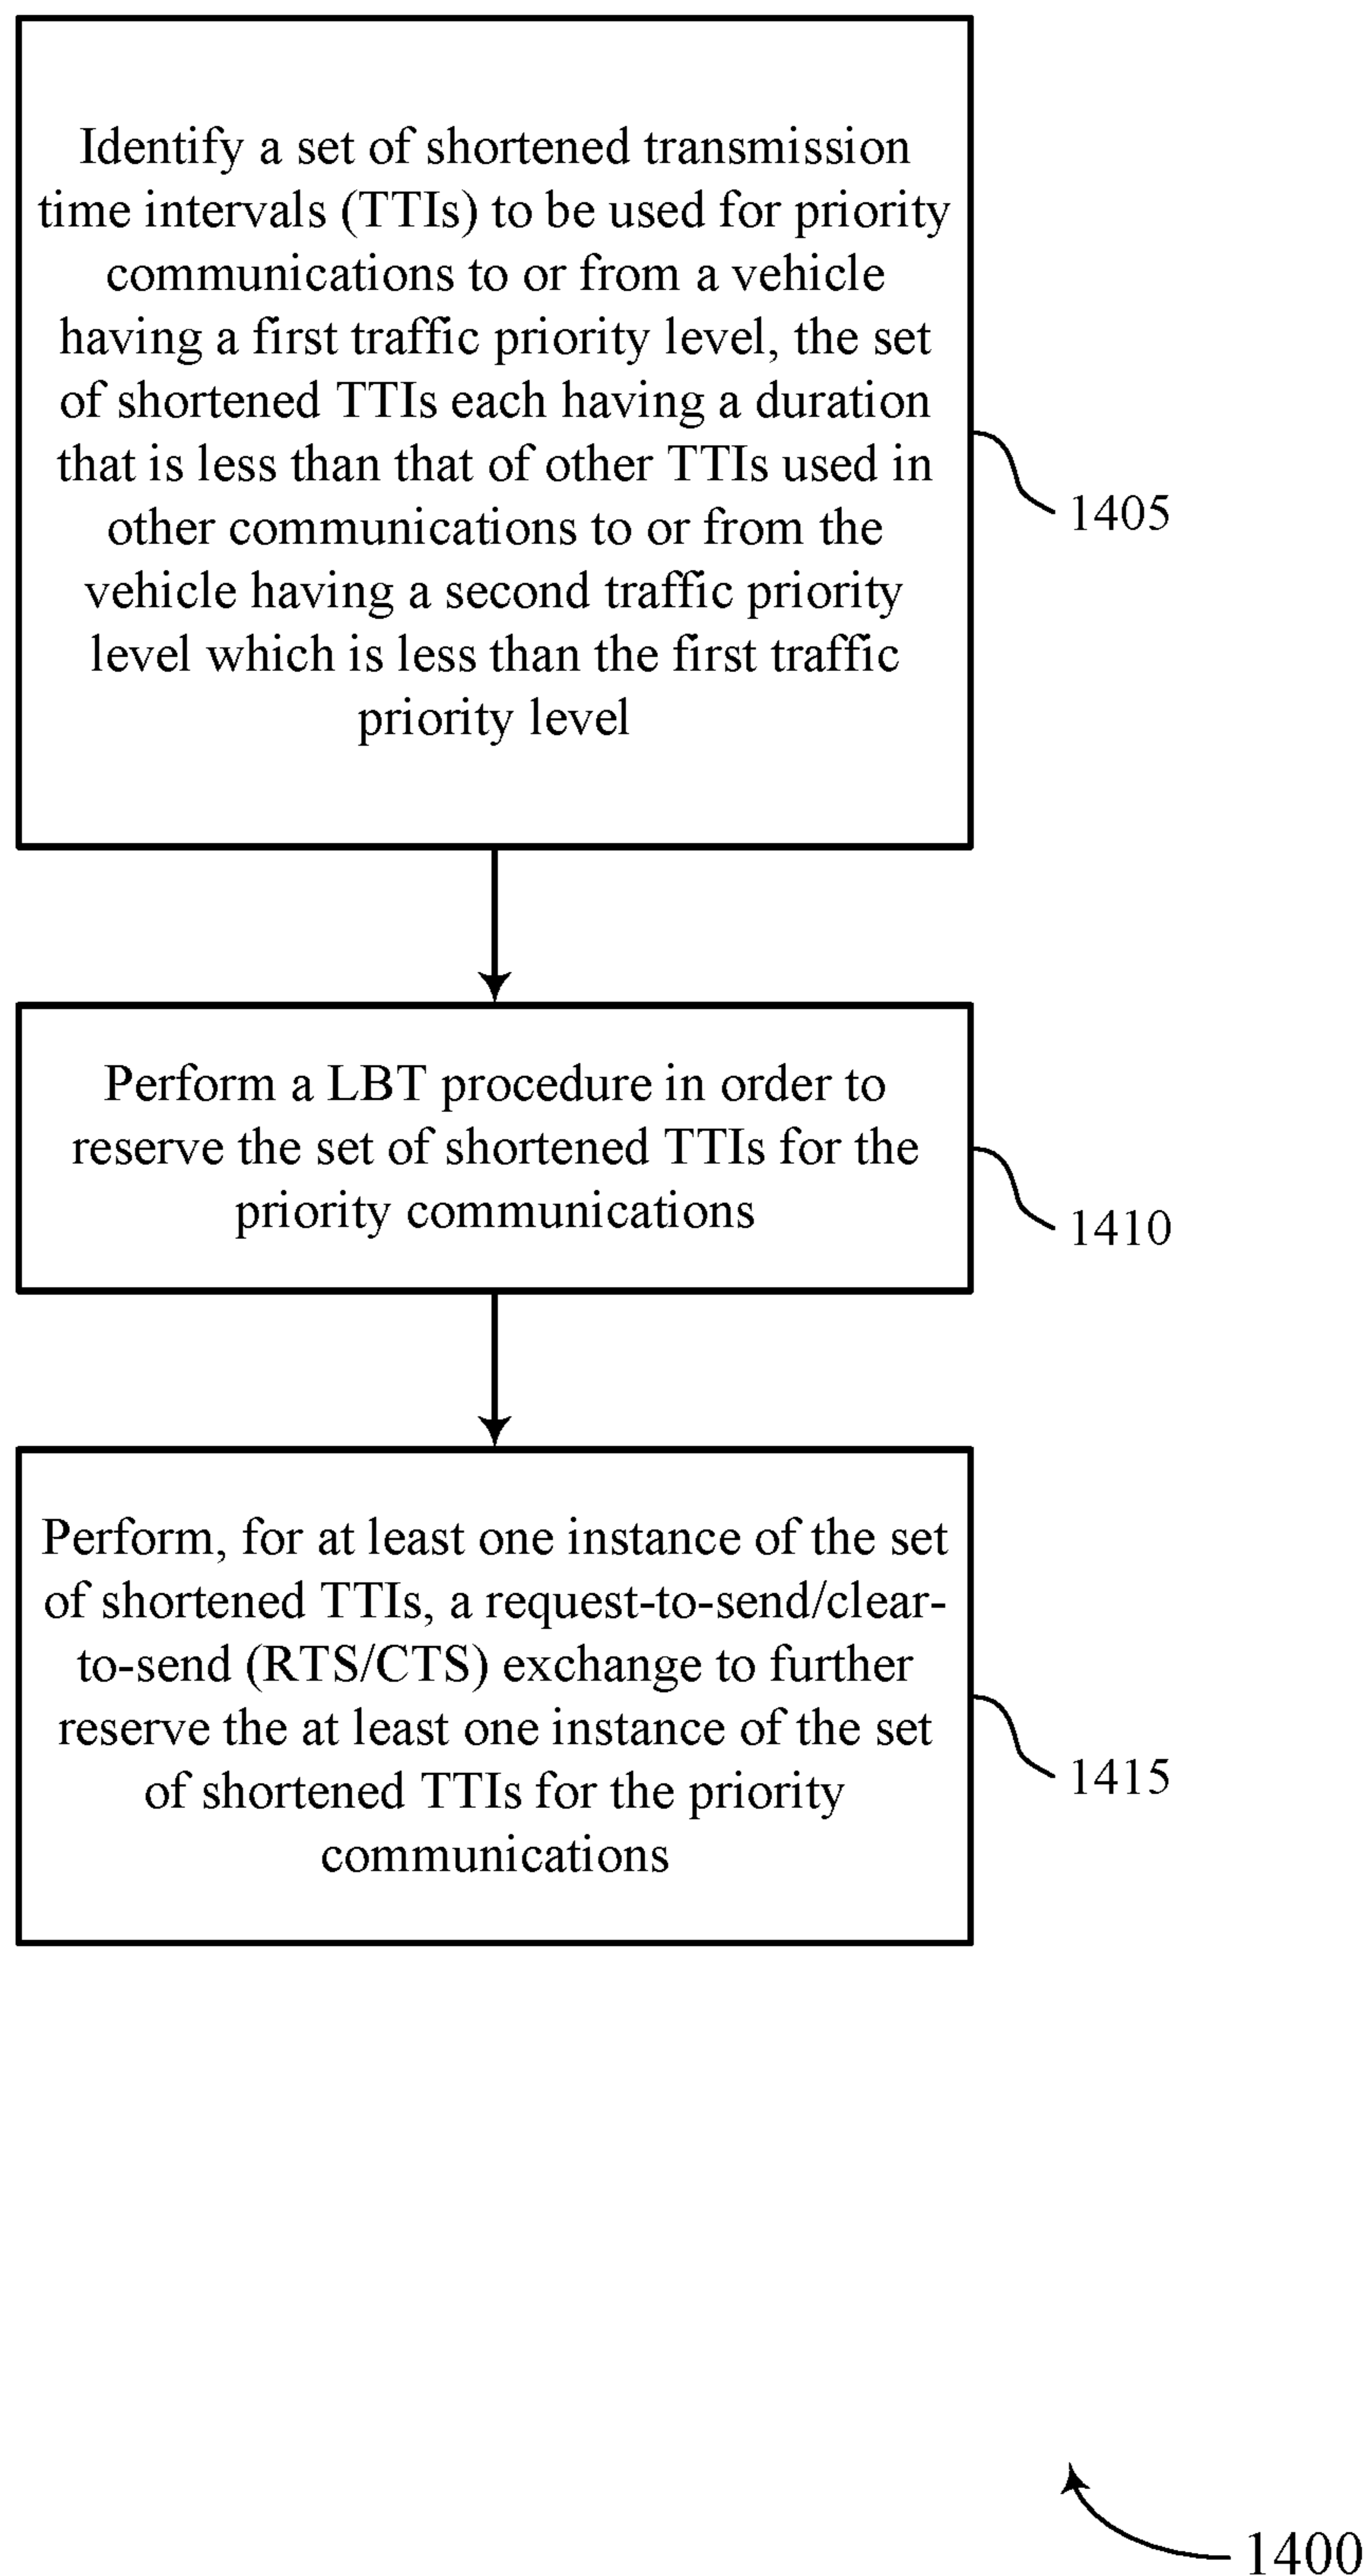 Identify a set of shortened transmission
time intervals (TTIs) to be used for priority
communications to or from a vehicle
having a first traffic priority level, the set
of shortened TTIs each having a duration
that is less than that of other TTIs used in
other communications to or from the
vehicle having a second traffic priority
level which is less than the first traffic
priority level
1405
Perform a LBT procedure in order to
reserve the set of shortened TTIs for the
priority communications
1410
Perform, for at least one instance of the set
of shortened TTIs, a request-to-send/clear-
to-send (RTS/CTS) exchange to further
reserve the at least one instance of the set
of shortened TTIs for the priority
communications
1415
1400